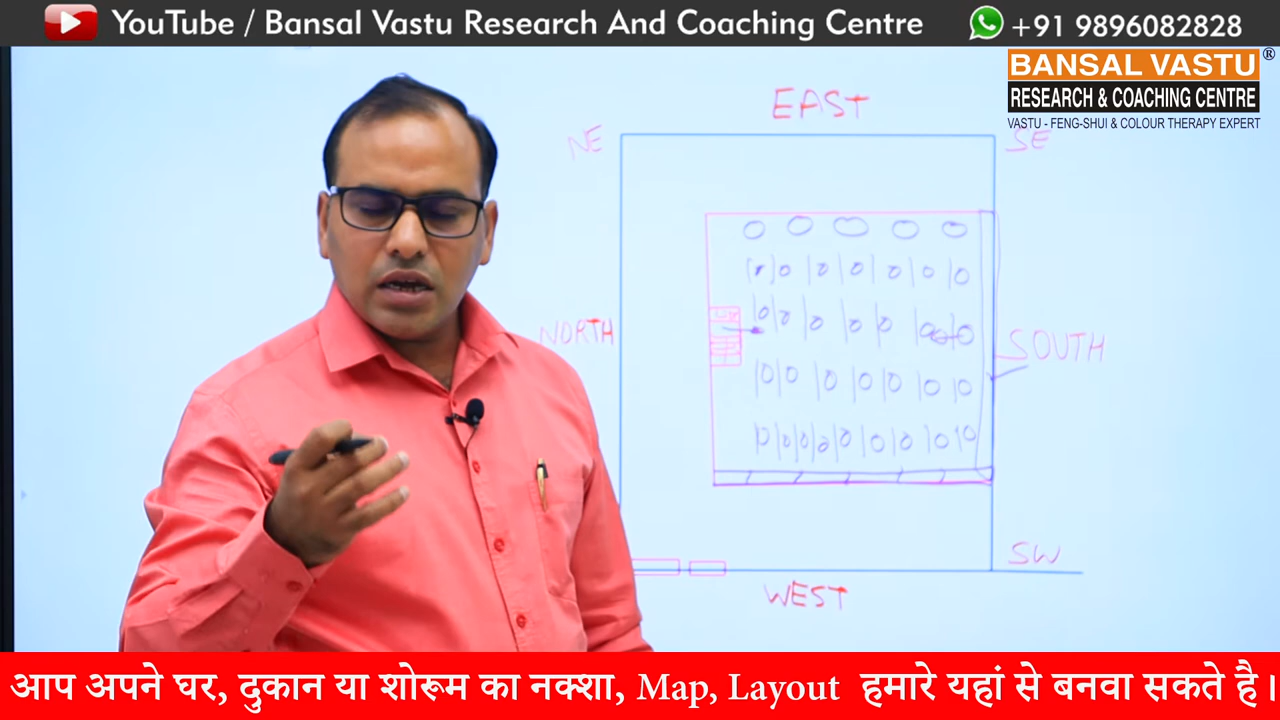 YouTube / Bansal Vastu Research And Coaching Centre +91 9896082828
BANSAL VASTU ®
RESEARCH & COACHING CENTRE
VASTU - FENG-SHUI & COLOUR THERAPY EXPERT
EAST
NE
SE
NORTH
SOUTH
SW
WEST
आप अपने घर, दुकान या शोरूम का नक्शा, Map, Layout हमारे यहां से बनवा सकते है।